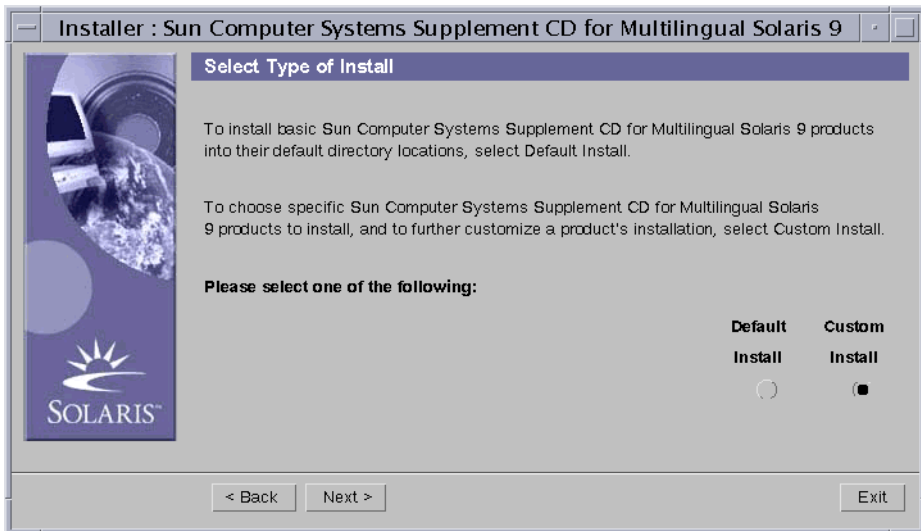 Installer : Sun Computer Systems Supplement CD for Multilingual Solaris 9
Select Type of Install
To install basic Sun Computer Systems Supplement CD for Multilingual Solaris 9 products
into their default directory locations, select Default Install.
To choose specific Sun Computer Systems Supplement CD for Multilingual Solaris
9 products to install, and to further customize a product's installation, select Custom Install.
Please select one of the following:
Default Custom
Install Install
SOLARIS™
< Back Next > Exit